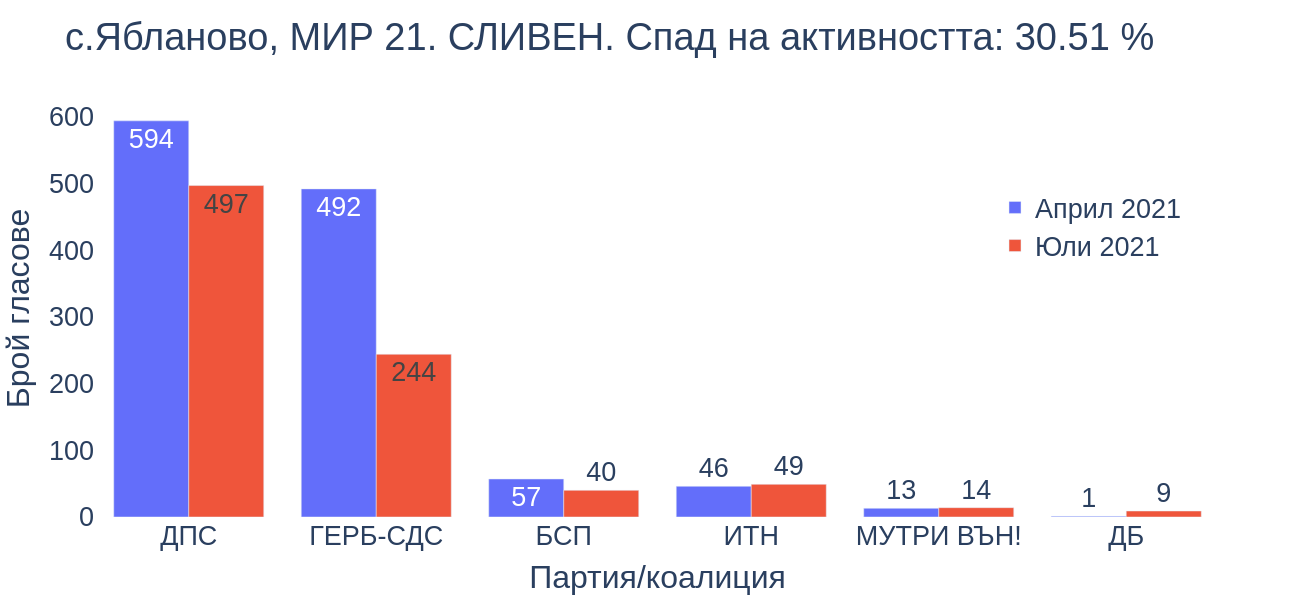 с.Ябланово, МИР 21. СЛИВЕН. Спад на активността: 30.51 %
Брой гласове
600
500
400
300
200
100
0
594
497
492
244
57
40
46
49
13
14
1
9
Април 2021
Юли 2021
ДПС
ГЕРБ-СДС
БСП
ИТН
МУТРИ ВЪН!
ДБ
Партия/коалиция